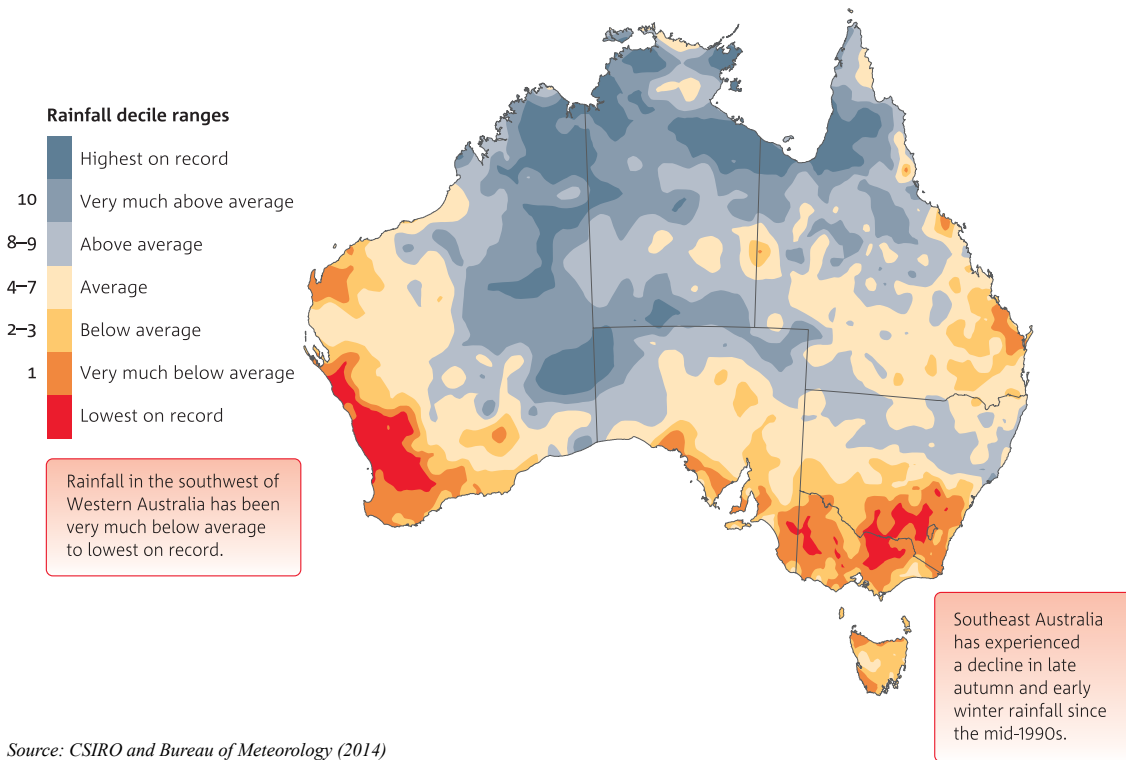 Rainfall decile ranges
Highest on record
10 Very much above average
8–9 Above average
4–7 Average
2–3 Below average
1 Very much below average
Lowest on record
Rainfall in the southwest of
Western Australia has been
very much below average
to lowest on record.
Southeast Australia
has experienced
a decline in late
autumn and early
winter rainfall since
the mid-1990s.
Source: CSIRO and Bureau of Meteorology (2014)